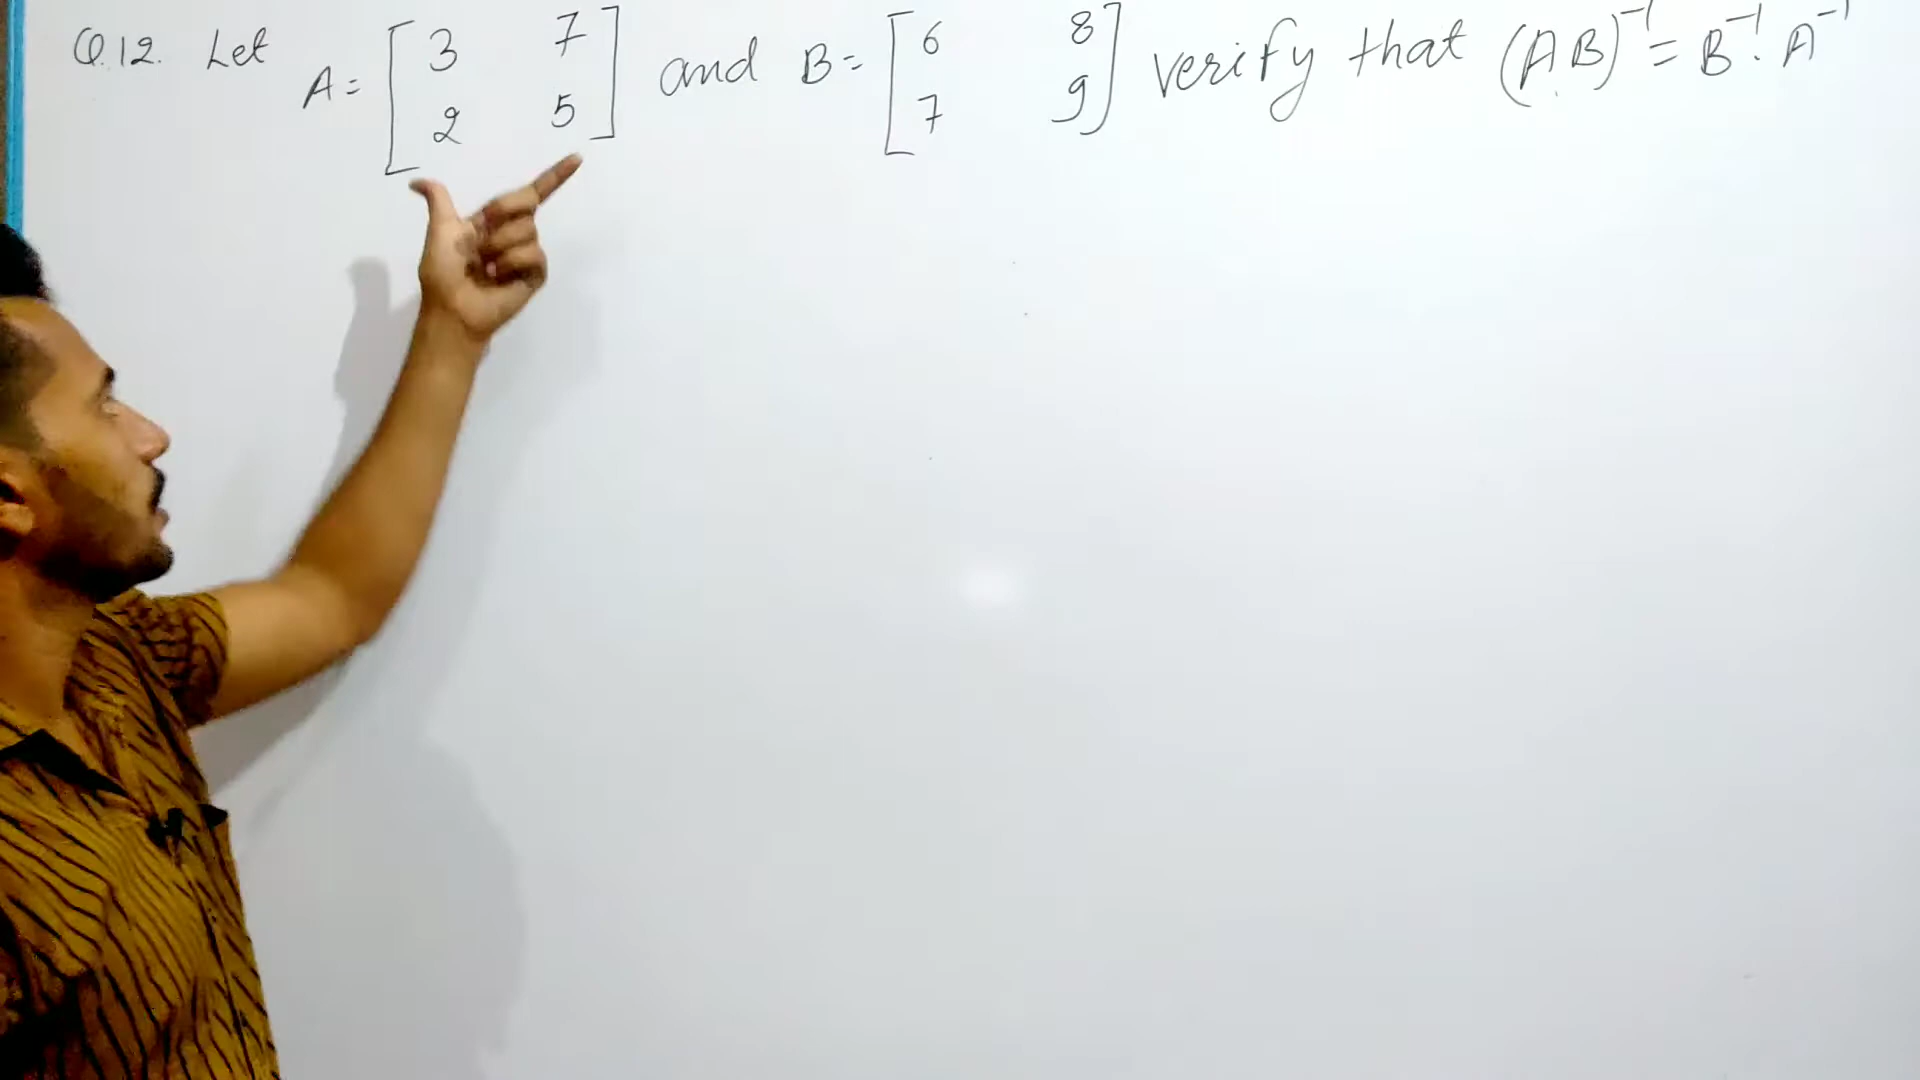 Q.12. Let A = [3 7 and B = [6 8 verify that (AB)⁻¹ = B⁻¹. A⁻¹
2 5] 7 9]